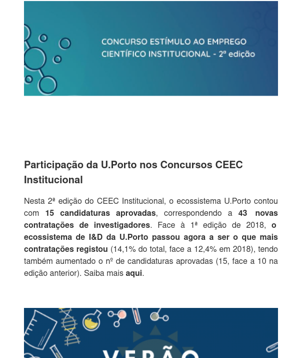 CONCURSO ESTÍMULO AO EMPREGO
CIENTÍFICO INSTITUCIONAL - 2ª edição
Participação da U.Porto nos Concursos CEEC
Institucional
Nesta 2ª edição do CEEC Institucional, o ecossistema U.Porto contou
com 15 candidaturas aprovadas, correspondendo a 43 novas
contratações de investigadores. Face à 1ª edição de 2018, o
ecossistema de I&D da U.Porto passou agora a ser o que mais
contratações registou (14,1% do total, face a 12,4% em 2018), tendo
também aumentado o nº de candidaturas aprovadas (15, face a 10 na
edição anterior). Saiba mais aqui.
VERÃO